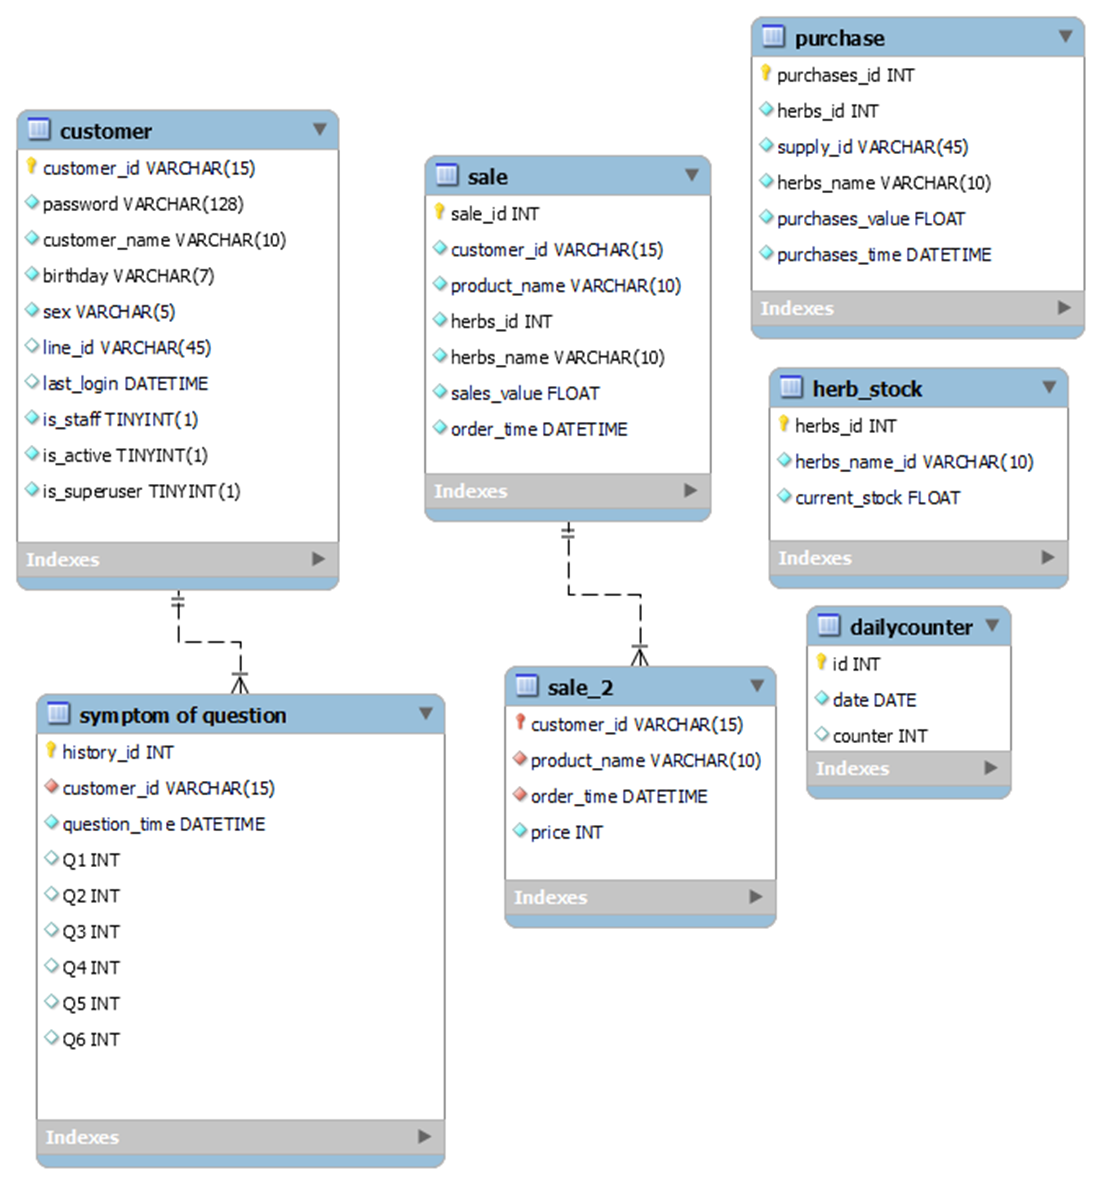 customer
customer_id VARCHAR(15)
password VARCHAR(128)
customer_name VARCHAR(10)
birthday VARCHAR(7)
sex VARCHAR(5)
line_id VARCHAR(45)
last_login DATETIME
is_staff TINYINT(1)
is_active TINYINT(1)
is_superuser TINYINT(1)
Indexes
symptom of question
history_id INT
customer_id VARCHAR(15)
question_time DATETIME
Q1 INT
Q2 INT
Q3 INT
Q4 INT
Q5 INT
Q6 INT
Indexes
sale
sale_id INT
customer_id VARCHAR(15)
product_name VARCHAR(10)
herbs_id INT
herbs_name VARCHAR(10)
sales_value FLOAT
order_time DATETIME
Indexes
sale_2
customer_id VARCHAR(15)
product_name VARCHAR(10)
order_time DATETIME
price INT
Indexes
purchase
purchases_id INT
herbs_id INT
supply_id VARCHAR(45)
herbs_name VARCHAR(10)
purchases_value FLOAT
purchases_time DATETIME
Indexes
herb_stock
herbs_id INT
herbs_name_id VARCHAR(10)
current_stock FLOAT
Indexes
dailycounter
id INT
date DATE
counter INT
Indexes